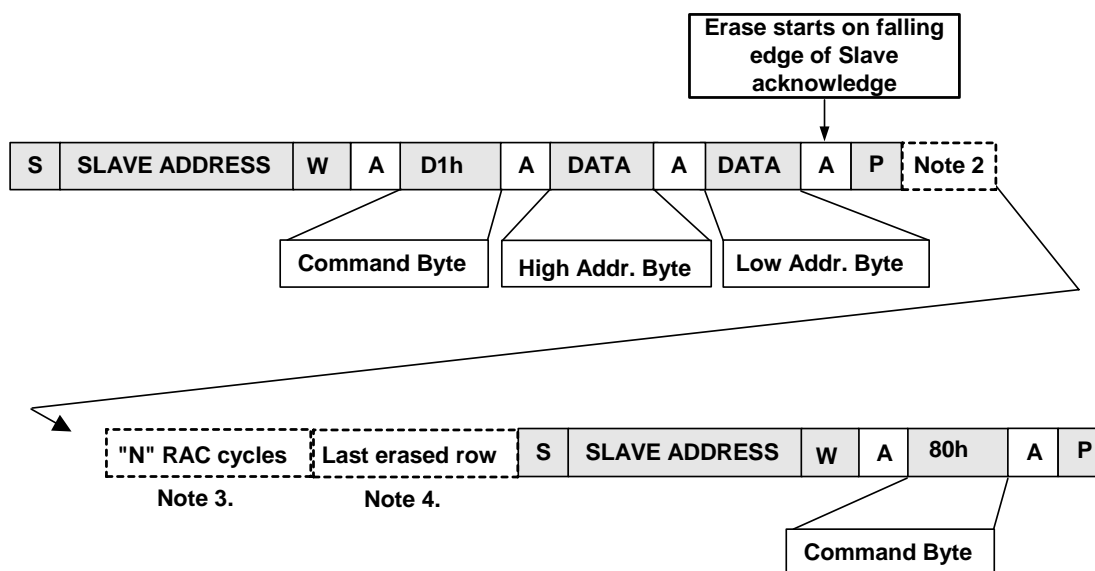 Erase starts on falling
edge of Slave
acknowledge
S SLAVE ADDRESS W A D1h A DATA A DATA A P Note 2
Command Byte
High Addr. Byte
Low Addr. Byte
"N" RAC cycles Last erased row S SLAVE ADDRESS W A 80h A P
Note 3. Note 4.
Command Byte